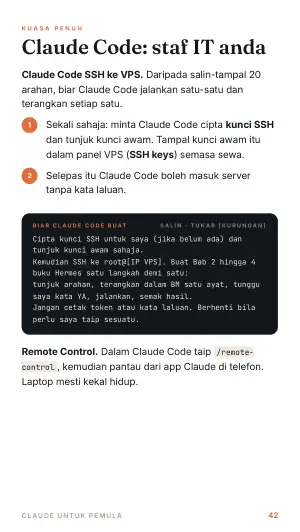 KUASA PENUH
Claude Code: staf IT anda
Claude Code SSH ke VPS. Daripada salin-tampal 20
arahan, biar Claude Code jalankan satu-satu dan
terangkan setiap satu.
1 Sekali sahaja: minta Claude Code cipta kunci SSH
dan tunjuk kunci awam. Tampal kunci awam itu
dalam panel VPS (SSH keys) semasa sewa.
2 Selepas itu Claude Code boleh masuk server
tanpa kata laluan.
BIAR CLAUDE CODE BUAT SALIN · TUKAR [KURUNGAN]
Cipta kunci SSH untuk saya (jika belum ada) dan
tunjuk kunci awam sahaja.
Kemudian SSH ke root@[IP VPS]. Buat Bab 2 hingga 4
buku Hermes satu langkah demi satu:
tunjuk arahan, terangkan dalam BM satu ayat, tunggu
saya kata YA, jalankan, semak hasil.
Jangan cetak token atau kata laluan. Berhenti bila
perlu saya taip sesuatu.
Remote Control. Dalam Claude Code taip /remote-
control, kemudian pantau dari app Claude di telefon.
Laptop mesti kekal hidup.
CLAUDE UNTUK PEMULA 42